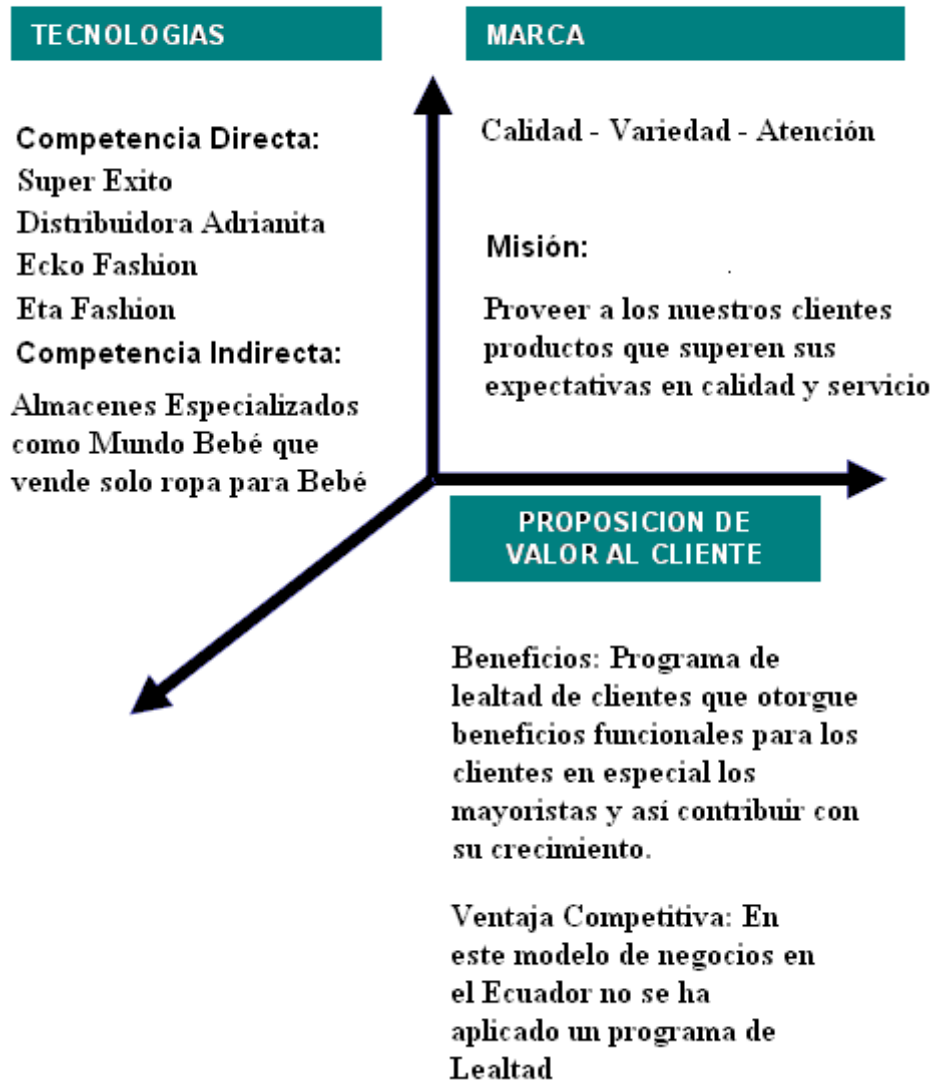 TECNOLOGIAS
Competencia Directa:
Super Exito
Distribuidora Adrianita
Ecko Fashion
Eta Fashion
Competencia Indirecta:
Almacenes Especializados
como Mundo Bebé que
vende solo ropa para Bebé
MARCA
Calidad - Variedad - Atención
Misión:
Proveer a los nuestros clientes
productos que superen sus
expectativas en calidad y servicio
PROPOSICION DE
VALOR AL CLIENTE
Beneficios: Programa de
lealtad de clientes que otorgue
beneficios funcionales para los
clientes en especial los
mayoristas y así contribuir con
su crecimiento.
Ventaja Competitiva: En
este modelo de negocios en
el Ecuador no se ha
aplicado un programa de
Lealtad